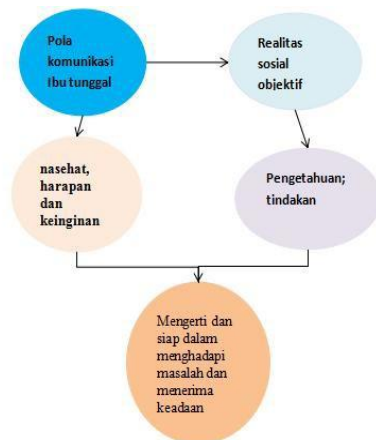 Pola
komunikasi
Ibu tunggal
Realitas
sosial
objektif
nasehat,
harapan
dan
keinginan
Pengetahuan;
tindakan
Mengerti dan
siap dalam
menghadapi
masalah dan
menerima
keadaan